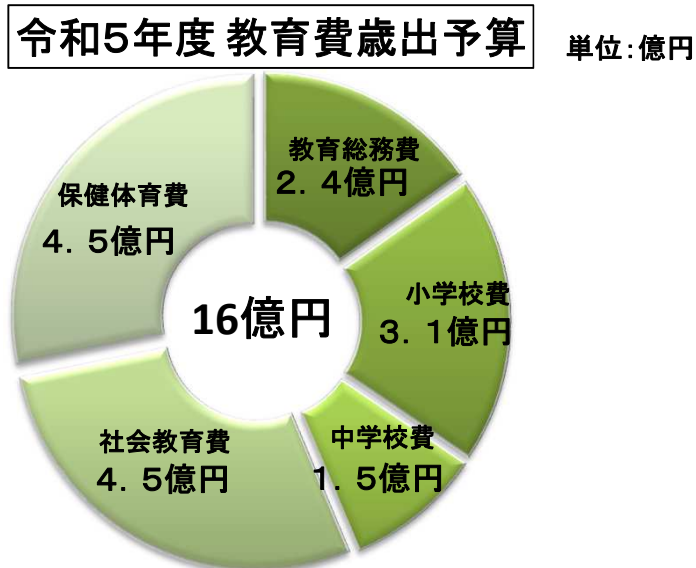 令和5年度 教育費歳出予算
単位：億円
教育総務費
２．４億円
小学校費
３．１億円
中学校費
１．５億円
社会教育費
４．５億円
保健体育費
４．５億円
16億円